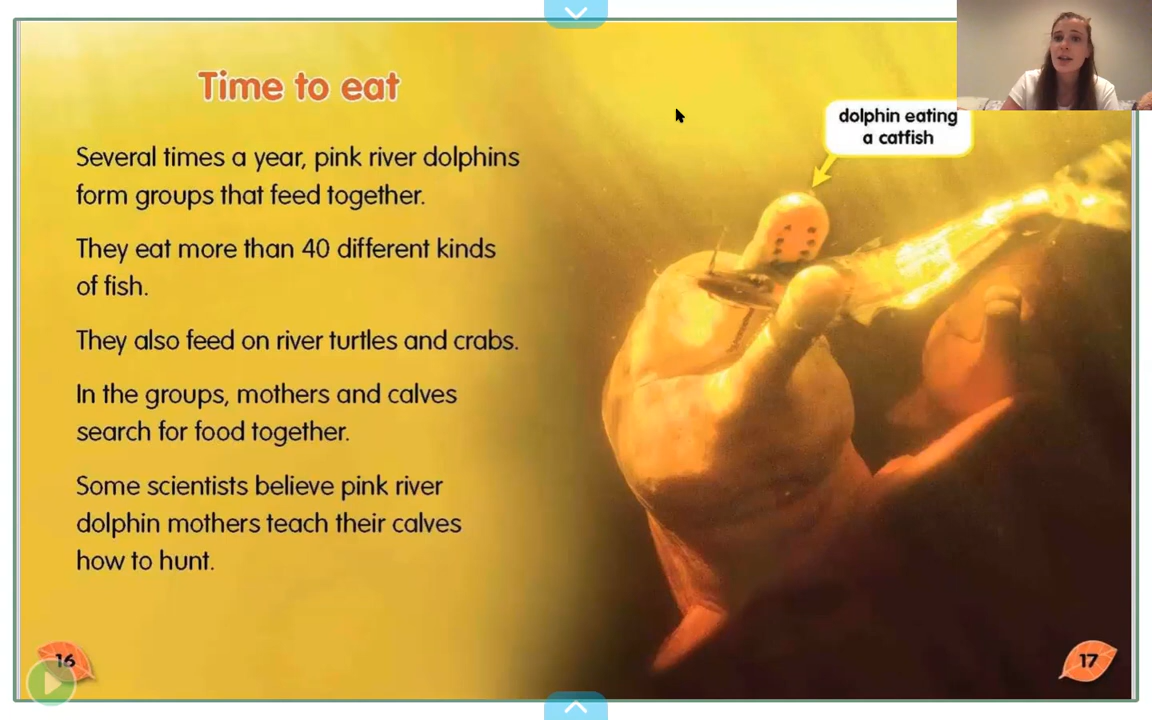 Time to eat
Several times a year, pink river dolphins
form groups that feed together.
They eat more than 40 different kinds
of fish.
They also feed on river turtles and crabs.
In the groups, mothers and calves
search for food together.
Some scientists believe pink river
dolphin mothers teach their calves
how to hunt.
16
dolphin eating
a catfish
17